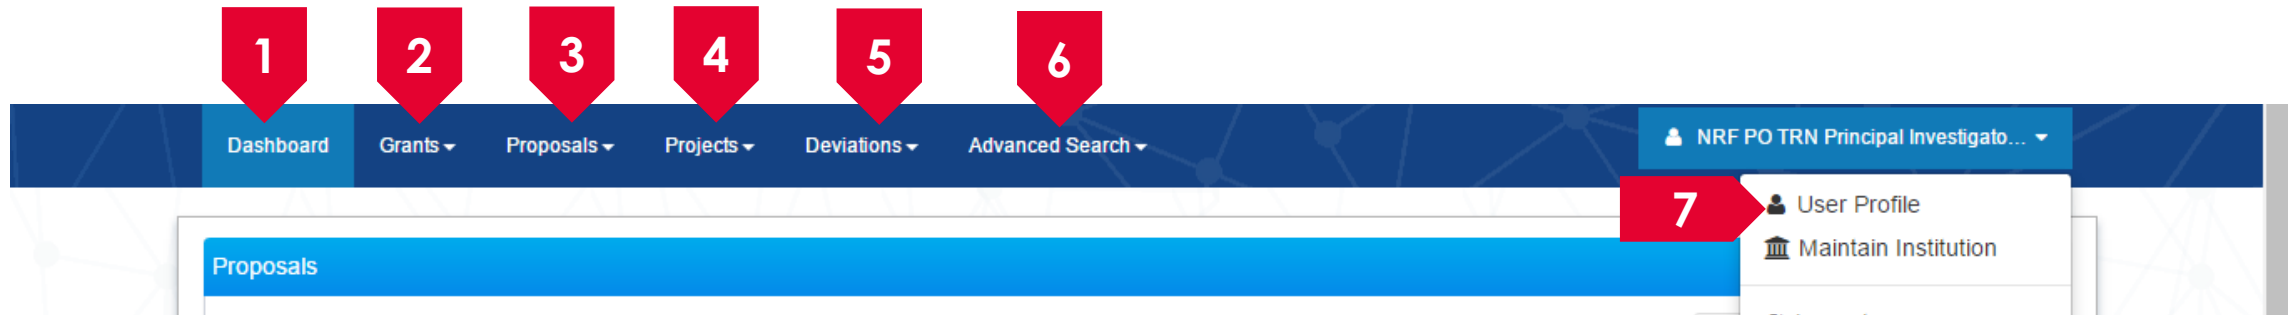 1 2 3 4 5 6
Dashboard Grants Proposals Projects Deviations Advanced Search NRF PO TRN Principal Investigato...
7 User Profile
Maintain Institution
Proposals